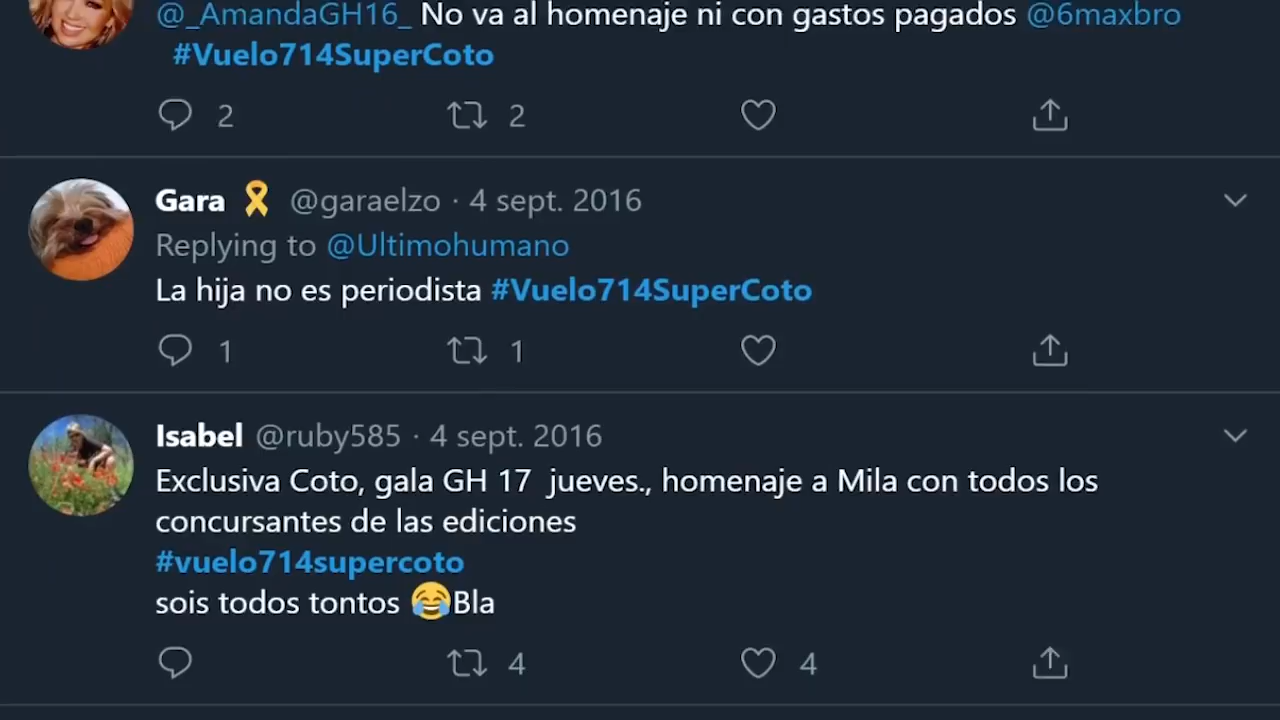 @_AmandaGH16_ No va al homenaje ni con gastos pagados @6maxbro
#Vuelo714SuperCoto
2 2
Gara 🎗 @garaelzo · 4 sept. 2016
Replying to @Ultimohumano
La hija no es periodista #Vuelo714SuperCoto
1 1
Isabel @ruby585 · 4 sept. 2016
Exclusiva Coto, gala GH 17 jueves., homenaje a Mila con todos los
concursantes de las ediciones
#vuelo714supercoto
sois todos tontos 😂Bla
4 4